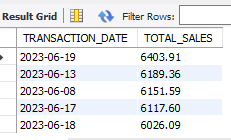 Result Grid Filter Rows:
TRANSACTION_DATE TOTAL_SALES
2023-06-19 6403.91
2023-06-13 6189.36
2023-06-08 6151.59
2023-06-17 6117.60
2023-06-18 6026.09